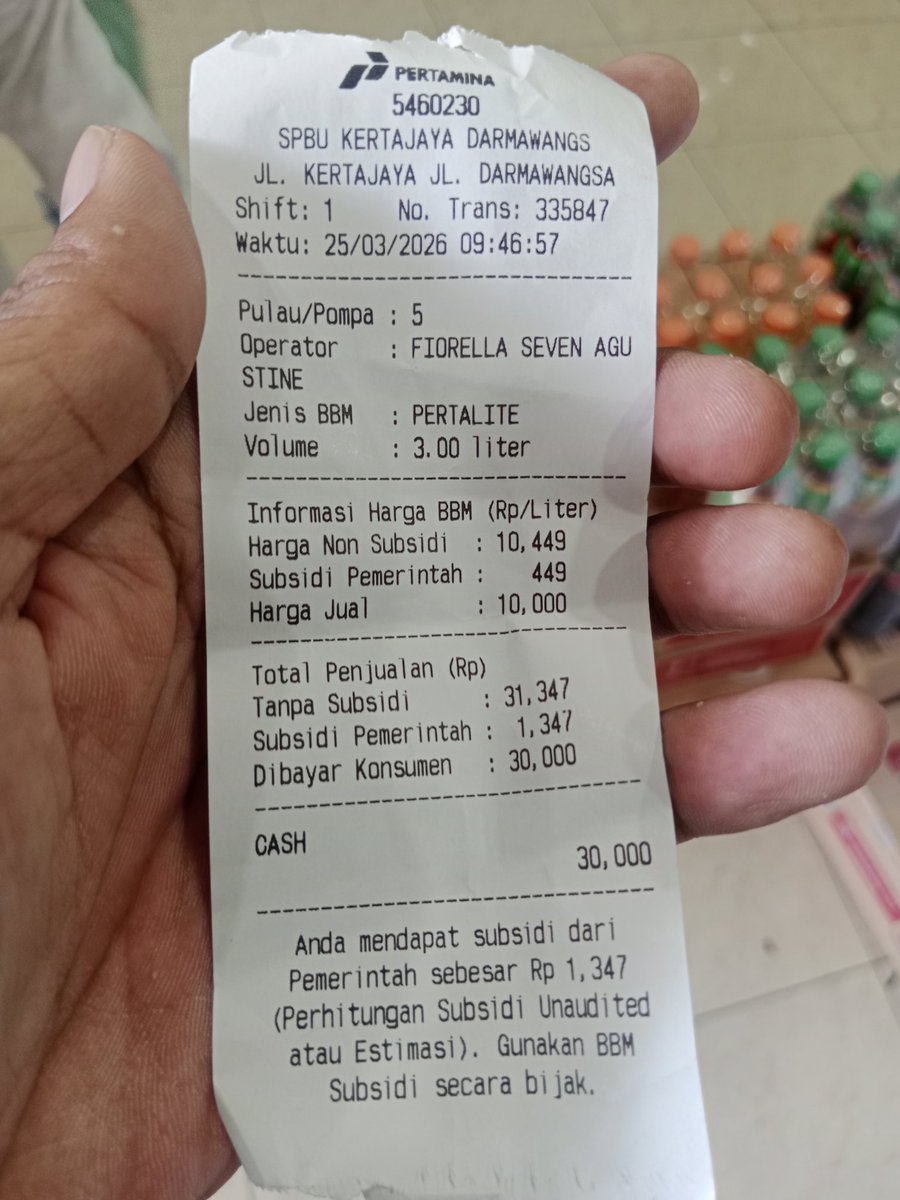 PERTAMINA
5460230
SPBU KERTAJAYA DARMAWANGS
JL. KERTAJAYA JL. DARMAWANGSA
Shift: 1 No. Trans: 335847
Waktu: 25/03/2026 09:46:57
Pulau/Pompa : 5
Operator : FIORELLA SEVEN AGU
STINE
Jenis BBM : PERTALITE
Volume : 3.00 liter
Informasi Harga BBM (Rp/Liter)
Harga Non Subsidi : 10,449
Subsidi Pemerintah : 449
Harga Jual : 10,000
Total Penjualan (Rp)
Tanpa Subsidi : 31,347
Subsidi Pemerintah : 1,347
Dibayar Konsumen : 30,000
CASH 30,000
Anda mendapat subsidi dari
Pemerintah sebesar Rp 1,347
(Perhitungan Subsidi Unaudited
atau Estimasi). Gunakan BBM
Subsidi secara bijak.